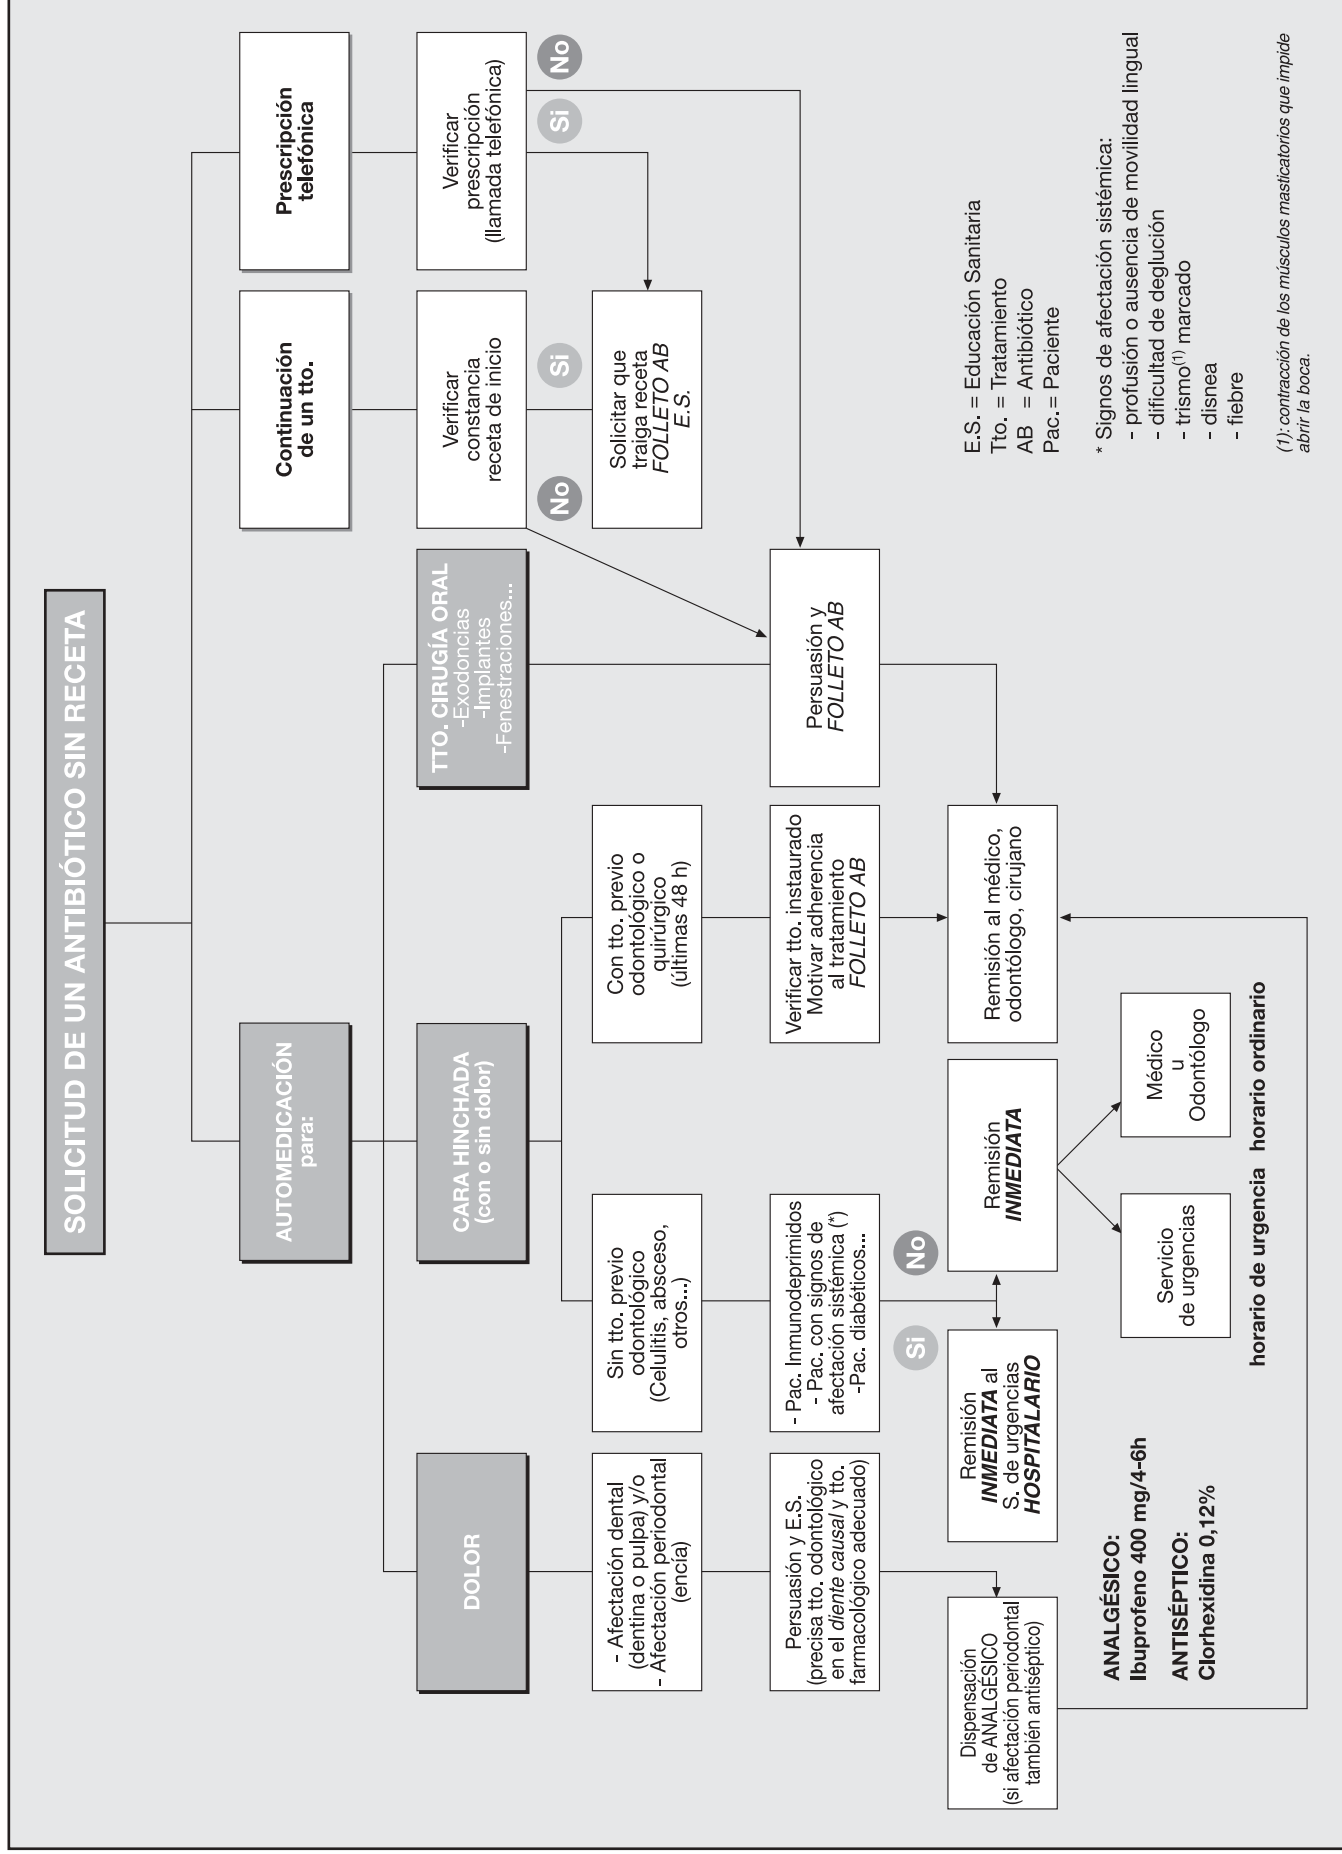 SOLICITUD DE UN ANTIBIÓTICO SIN RECETA
AUTOMEDICACIÓN
para:
Continuación
de un tto.
Prescripción
telefónica
DOLOR
CARA HINCHADA
(con o sin dolor)
TTO. CIRUGÍA ORAL
-Exodoncias
-Implantes
-Fenestraciones...
Verificar
constancia
receta de inicio
Verificar
prescripción
(llamada telefónica)
No
Si
Si
No
- Afectación dental
(dentina o pulpa) y/o
- Afectación periodontal
(encía)
Sin tto. previo
odontológico
(Celulitis, absceso,
otros...)
Con tto. previo
odontológico o
quirúrgico
(últimas 48 h)
Solicitar que
traiga receta
FOLLETO AB
E.S.
Persuasión y E.S.
(precisa tto. odontológico
en el diente causal y tto.
farmacológico adecuado)
- Pac. Inmunodeprimidos
- Pac. con signos de
afectación sistémica (*)
-Pac. diabéticos...
Verificar tto. instaurado
Motivar adherencia
al tratamiento
FOLLETO AB
Persuasión y
FOLLETO AB
Si
No
Dispensación
de ANALGÉSICO
(si afectación periodontal
también antiséptico)
Remisión
INMEDIATA al
S. de urgencias
HOSPITALARIO
Remisión
INMEDIATA
Remisión al médico,
odontólogo, cirujano
Servicio
de urgencias
Médico
u
Odontólogo
horario de urgencia
horario ordinario
ANALGÉSICO:
Ibuprofeno 400 mg/4-6h
ANTISÉPTICO:
Clorhexidina 0,12%
E.S. = Educación Sanitaria
Tto. = Tratamiento
AB = Antibiótico
Pac. = Paciente
* Signos de afectación sistémica:
- profusión o ausencia de movilidad lingual
- dificultad de deglución
- trismo(1) marcado
- disnea
- fiebre
(1): contracción de los músculos masticatorios que impide
abrir la boca.